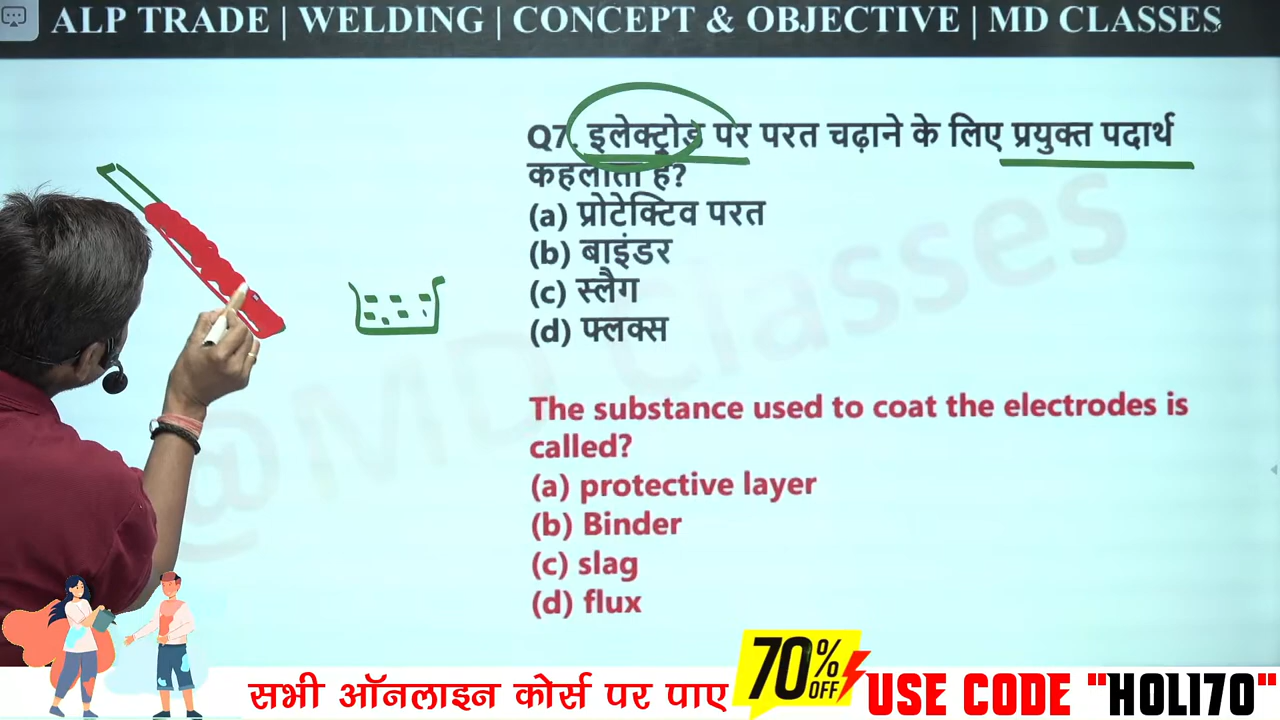 ALP TRADE | WELDING | CONCEPT & OBJECTIVE | MD CLASSES
Q7. इलेक्ट्रोड पर परत चढ़ाने के लिए प्रयुक्त पदार्थ
कहलाता है?
(a) प्रोटेक्टिव परत
(b) बाइंडर
(c) स्लैग
(d) फ्लक्स
The substance used to coat the electrodes is
called?
(a) protective layer
(b) Binder
(c) slag
(d) flux
@MD Classes
सभी ऑनलाइन कोर्स पर पाए
70% OFF
USE CODE "HOLI70"